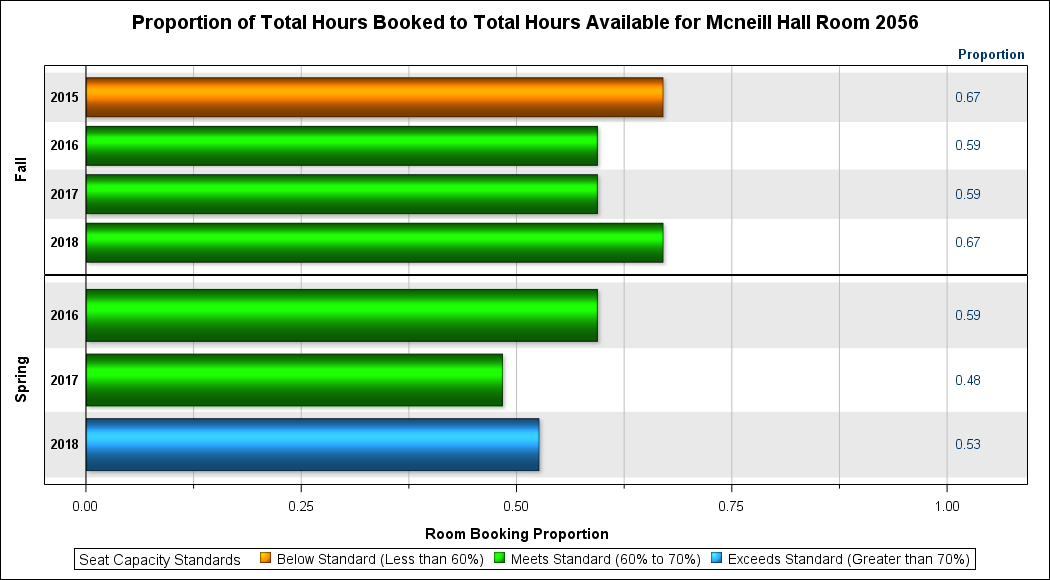 Proportion of Total Hours Booked to Total Hours Available for Mcneill Hall Room 2056
Proportion
Fall
2015 0.67
2016 0.59
2017 0.59
2018 0.67
Spring
2016 0.59
2017 0.48
2018 0.53
0.00 0.25 0.50 0.75 1.00
Room Booking Proportion
Seat Capacity Standards Below Standard (Less than 60%) Meets Standard (60% to 70%) Exceeds Standard (Greater than 70%)